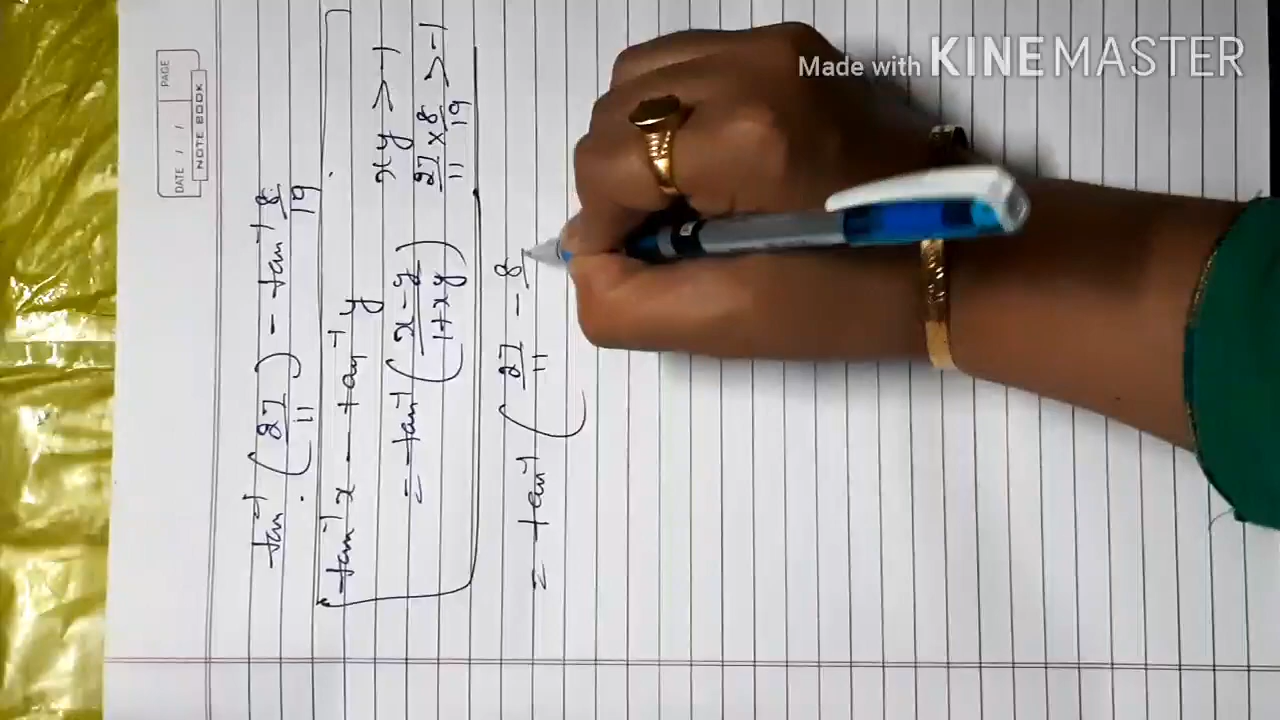 Made with KINEMASTER
PAGE
DATE / /
NOTE BOOK
tan⁻¹(27/11) - tan⁻¹ 8/19
tan⁻¹x - tan⁻¹y
= tan⁻¹(x-y/1+xy) xy > -1
27/11 × 8/19 > -1
= tan⁻¹(27/11 - 8